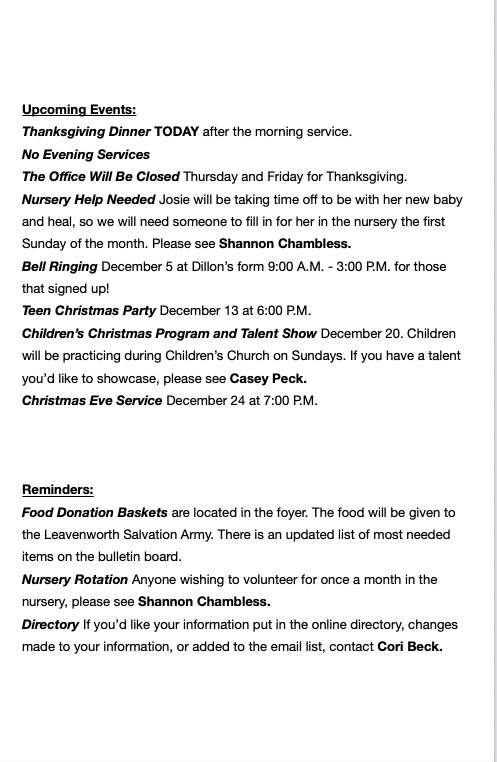 Upcoming Events:
Thanksgiving Dinner TODAY after the morning service.
No Evening Services
The Office Will Be Closed Thursday and Friday for Thanksgiving.
Nursery Help Needed Josie will be taking time off to be with her new baby
and heal, so we will need someone to fill in for her in the nursery the first
Sunday of the month. Please see Shannon Chambless.
Bell Ringing December 5 at Dillon's form 9:00 A.M. - 3:00 P.M. for those
that signed up!
Teen Christmas Party December 13 at 6:00 P.M.
Children's Christmas Program and Talent Show December 20. Children
will be practicing during Children's Church on Sundays. If you have a talent
you'd like to showcase, please see Casey Peck.
Christmas Eve Service December 24 at 7:00 P.M.
Reminders:
Food Donation Baskets are located in the foyer. The food will be given to
the Leavenworth Salvation Army. There is an updated list of most needed
items on the bulletin board.
Nursery Rotation Anyone wishing to volunteer for once a month in the
nursery, please see Shannon Chambless.
Directory If you'd like your information put in the online directory, changes
made to your information, or added to the email list, contact Cori Beck.